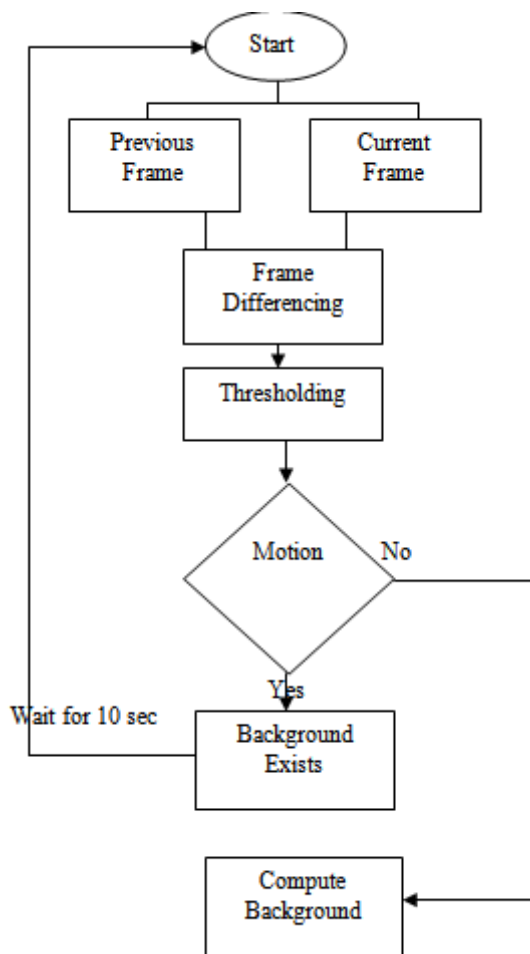 Start
Previous
Frame
Current
Frame
Frame
Differencing
Thresholding
Motion
No
Yes
Wait for 10 sec
Background
Exists
Compute
Background